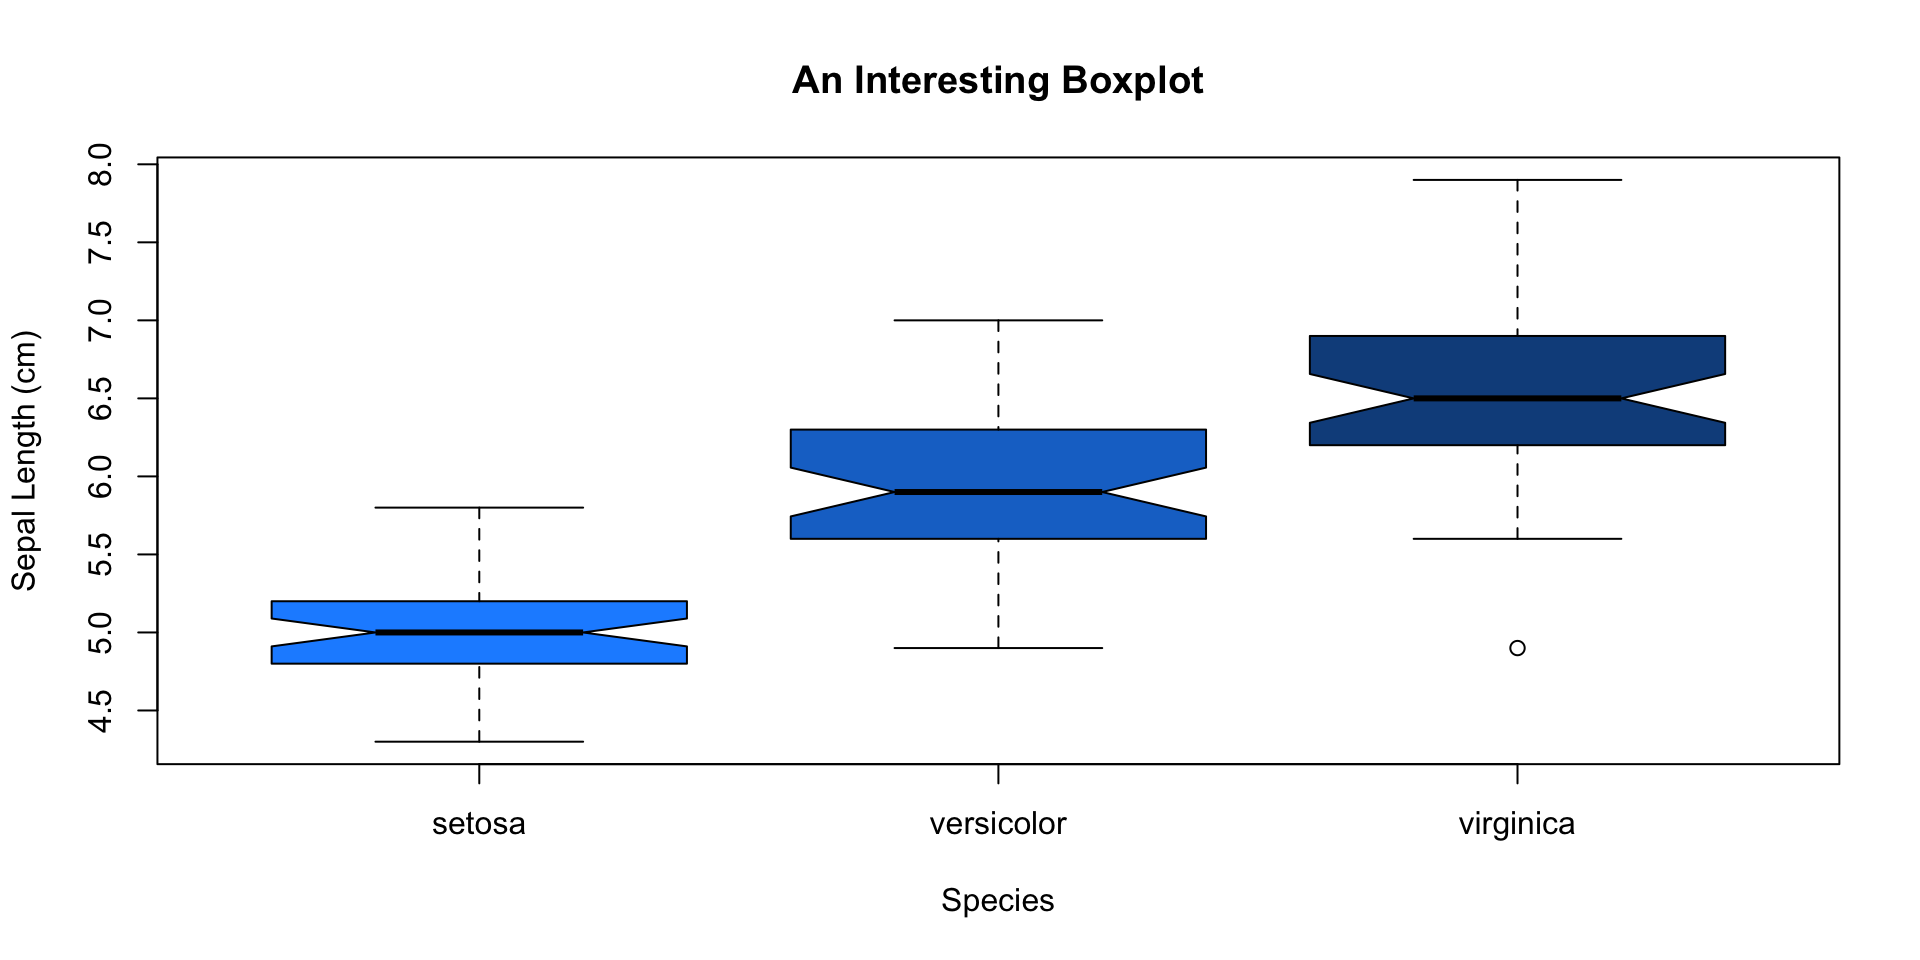 An Interesting Boxplot
Sepal Length (cm)
8.0
7.5
7.0
6.5
6.0
5.5
5.0
4.5
setosa versicolor virginica
Species